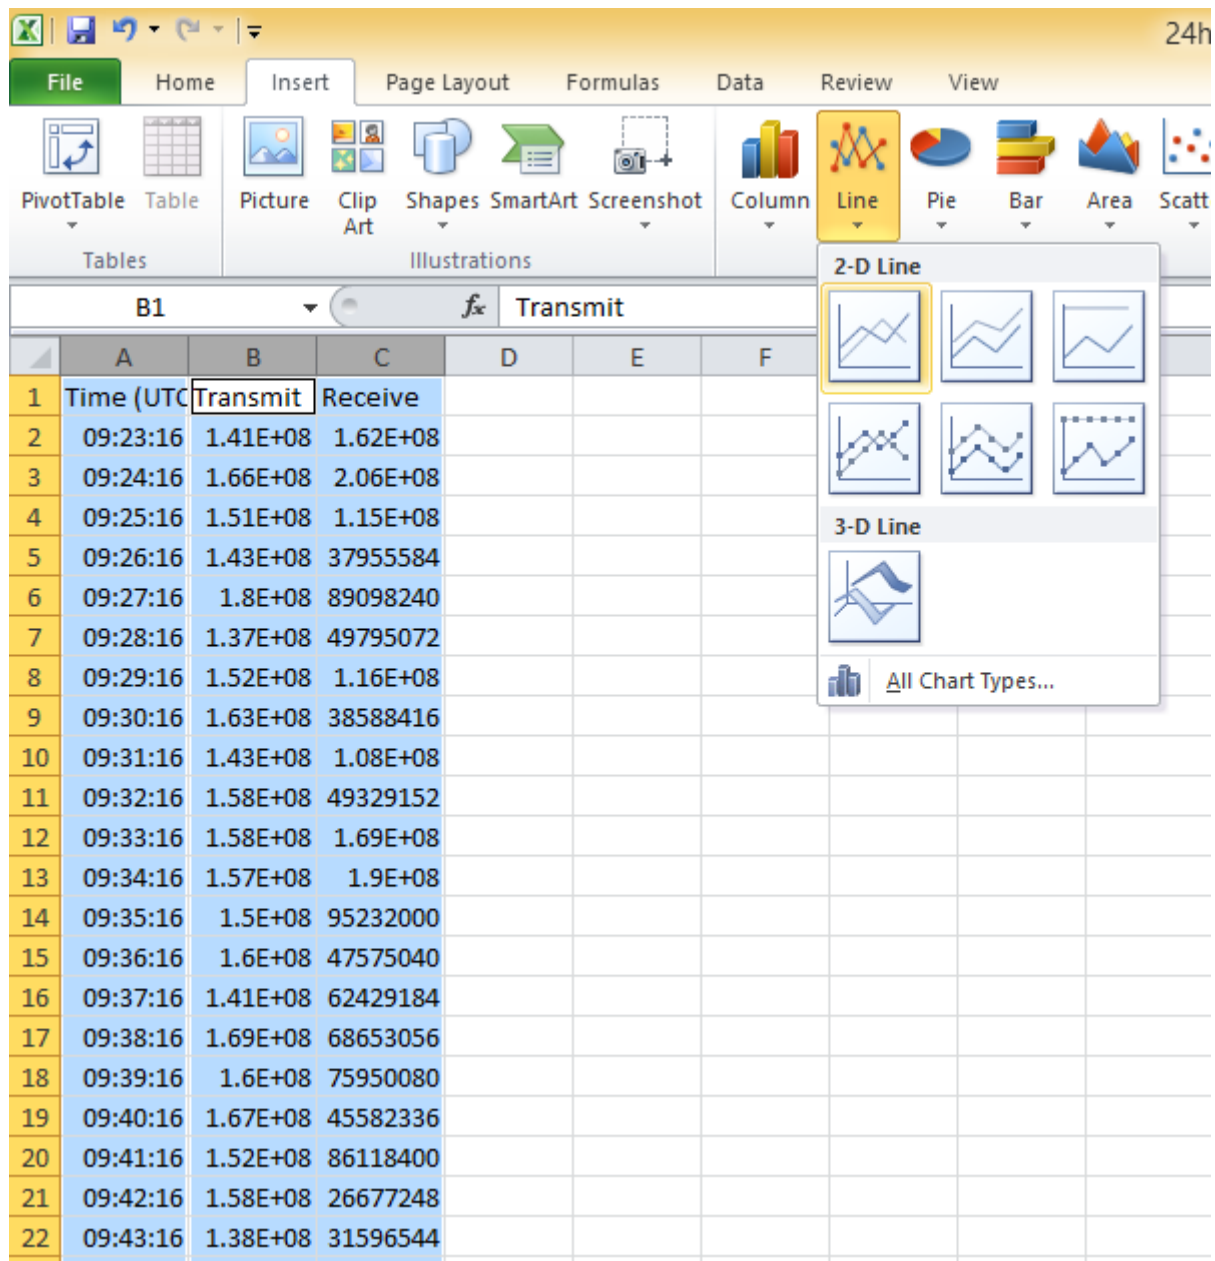 24h
File Home Insert Page Layout Formulas Data Review View
PivotTable Table Picture Clip Art Shapes SmartArt Screenshot Column Line Pie Bar Area Scatt
Tables Illustrations
B1 fx Transmit
2-D Line
3-D Line
All Chart Types...
A B C D E F
1 Time (UTC Transmit Receive
2 09:23:16 1.41E+08 1.62E+08
3 09:24:16 1.66E+08 2.06E+08
4 09:25:16 1.51E+08 1.15E+08
5 09:26:16 1.43E+08 37955584
6 09:27:16 1.8E+08 89098240
7 09:28:16 1.37E+08 49795072
8 09:29:16 1.52E+08 1.16E+08
9 09:30:16 1.63E+08 38588416
10 09:31:16 1.43E+08 1.08E+08
11 09:32:16 1.58E+08 49329152
12 09:33:16 1.58E+08 1.69E+08
13 09:34:16 1.57E+08 1.9E+08
14 09:35:16 1.5E+08 95232000
15 09:36:16 1.6E+08 47575040
16 09:37:16 1.41E+08 62429184
17 09:38:16 1.69E+08 68653056
18 09:39:16 1.6E+08 75950080
19 09:40:16 1.67E+08 45582336
20 09:41:16 1.52E+08 86118400
21 09:42:16 1.58E+08 26677248
22 09:43:16 1.38E+08 31596544